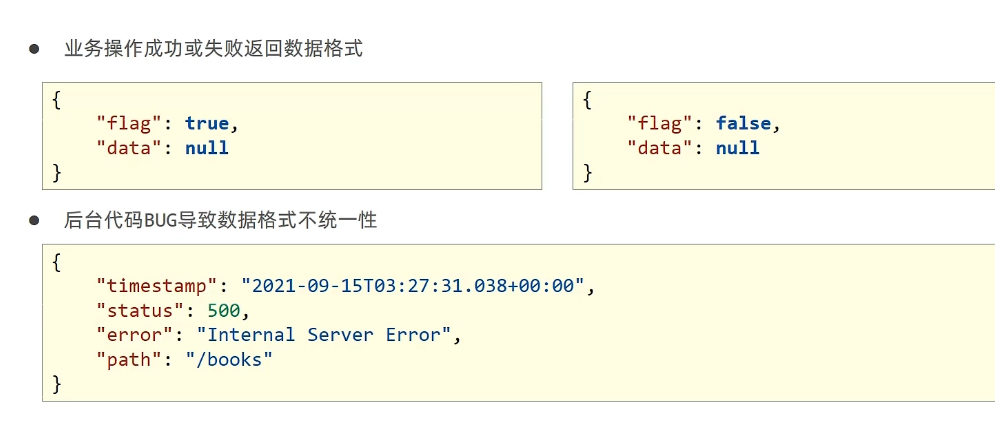 ● 业务操作成功或失败返回数据格式
{
    "flag": true,
    "data": null
}
{
    "flag": false,
    "data": null
}
● 后台代码BUG导致数据格式不统一性
{
    "timestamp": "2021-09-15T03:27:31.038+00:00",
    "status": 500,
    "error": "Internal Server Error",
    "path": "/books"
}